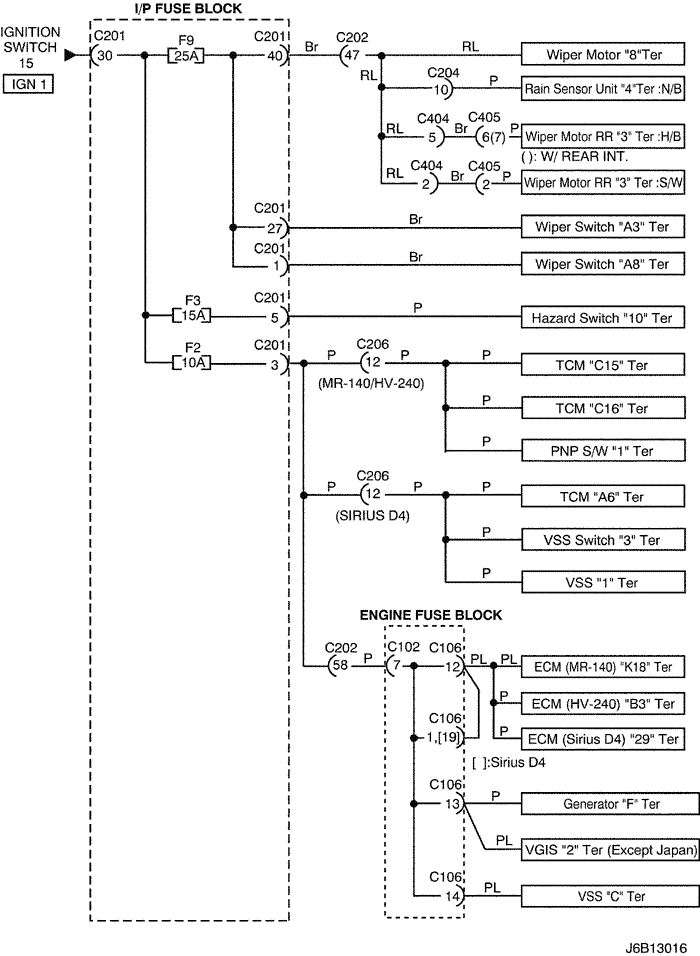 I/P FUSE BLOCK
IGNITION
SWITCH
15
IGN 1
C201
30
F9
25A
C201
40
Br
C202
47
RL
Wiper Motor "8"Ter
RL
C204
10
P
Rain Sensor Unit "4"Ter :N/B
RL
C404
5
Br
C405
6(7)
P
Wiper Motor RR "3" Ter :H/B
( ): W/ REAR INT.
RL
C404
2
Br
C405
2
P
Wiper Motor RR "3" Ter :S/W
C201
27
Br
Wiper Switch "A3" Ter
C201
1
Br
Wiper Switch "A8" Ter
F3
15A
C201
5
P
Hazard Switch "10" Ter
F2
10A
C201
3
P
C206
12
P
P
TCM "C15" Ter
(MR-140/HV-240)
P
TCM "C16" Ter
P
PNP S/W "1" Ter
P
C206
12
P
P
TCM "A6" Ter
(SIRIUS D4)
P
VSS Switch "3" Ter
P
VSS "1" Ter
ENGINE FUSE BLOCK
C202
58
P
C102
7
C106
12
PL
PL
ECM (MR-140) "K18" Ter
P
ECM (HV-240) "B3" Ter
C106
1,[19]
P
ECM (Sirius D4) "29" Ter
[ ]:Sirius D4
C106
13
P
Generator "F" Ter
PL
VGIS "2" Ter (Except Japan)
C106
14
PL
VSS "C" Ter
J6B13016